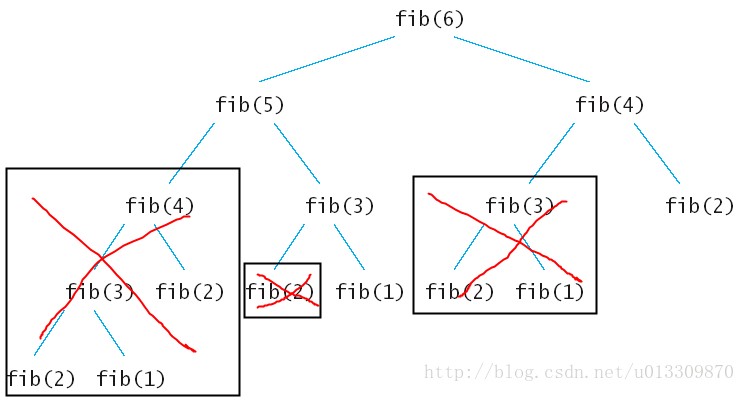 fib(6)
fib(5) fib(4)
fib(4) fib(3) fib(3) fib(2)
fib(3) fib(2) fib(2) fib(1) fib(2) fib(1)
fib(2) fib(1)
http://blog.csdn.net/u013309870